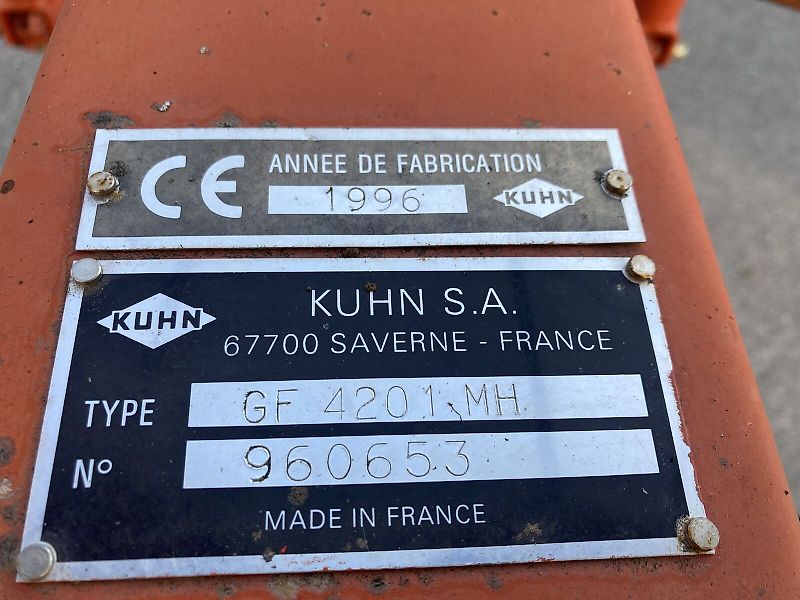 CE ANNEE DE FABRICATION
1996 KUHN
KUHN KUHN S.A.
67700 SAVERNE - FRANCE
TYPE GF 4201 MH
N° 960653
MADE IN FRANCE